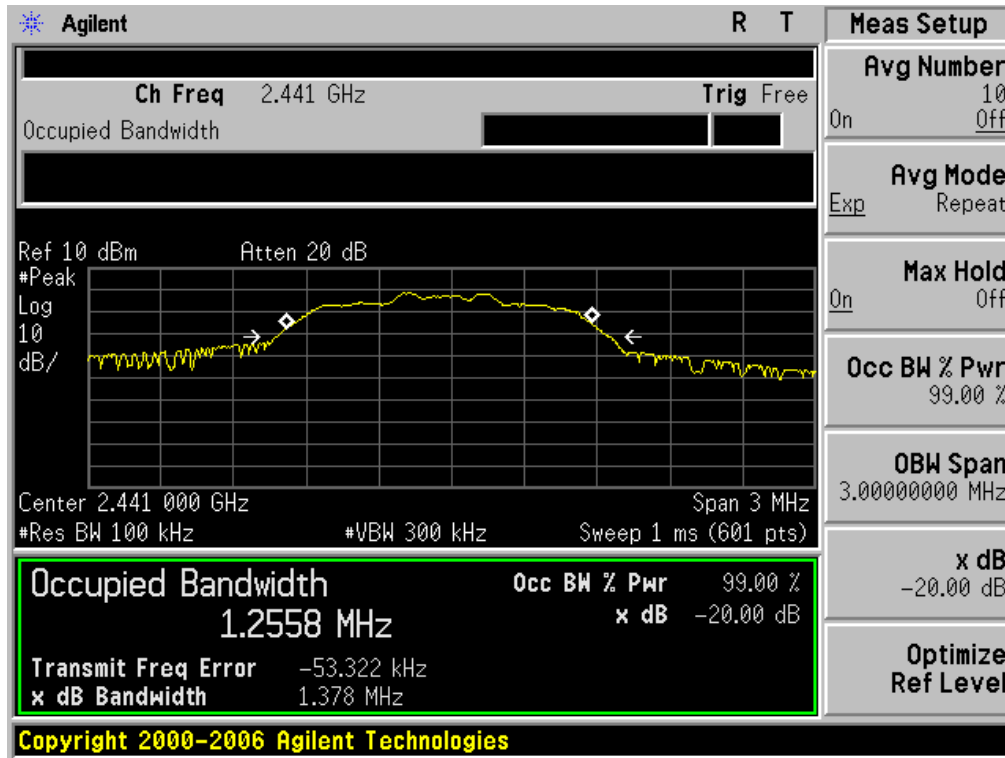 Agilent R T
Ch Freq 2.441 GHz Trig Free
Occupied Bandwidth
Ref 10 dBm Atten 20 dB
#Peak
Log
10
dB/
Center 2.441 000 GHz Span 3 MHz
#Res BW 100 kHz #VBW 300 kHz Sweep 1 ms (601 pts)
Occupied Bandwidth Occ BW % Pwr 99.00 %
1.2558 MHz x dB -20.00 dB
Transmit Freq Error -53.322 kHz
x dB Bandwidth 1.378 MHz
Copyright 2000-2006 Agilent Technologies
Meas Setup
Avg Number
10
On Off
Avg Mode
Exp Repeat
Max Hold
On Off
Occ BW % Pwr
99.00 %
OBW Span
3.00000000 MHz
x dB
-20.00 dB
Optimize
Ref Level